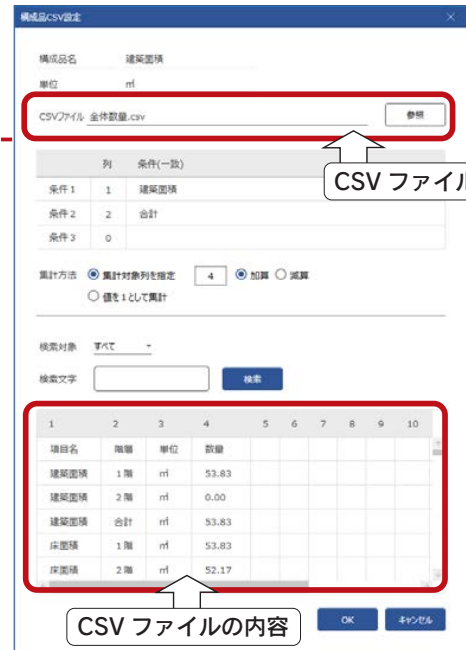 構成品CSV設定
構成品名 建築面積
単位 ㎡
CSVファイル 全体数量.csv 参照
CSV ファイル
列 条件(一致)
条件1 1 建築面積
条件2 2 合計
条件3 0
集計方法 集計対象列を指定 4 加算 減算
値を1として集計
検索対象 すべて
検索文字 検索
1 2 3 4 5 6 7 8 9 10
項目名 階層 単位 数量
建築面積 1階 ㎡ 53.83
建築面積 2階 ㎡ 0.00
建築面積 合計 ㎡ 53.83
床面積 1階 ㎡ 53.83
床面積 2階 ㎡ 52.17
CSV ファイルの内容
OK キャンセル